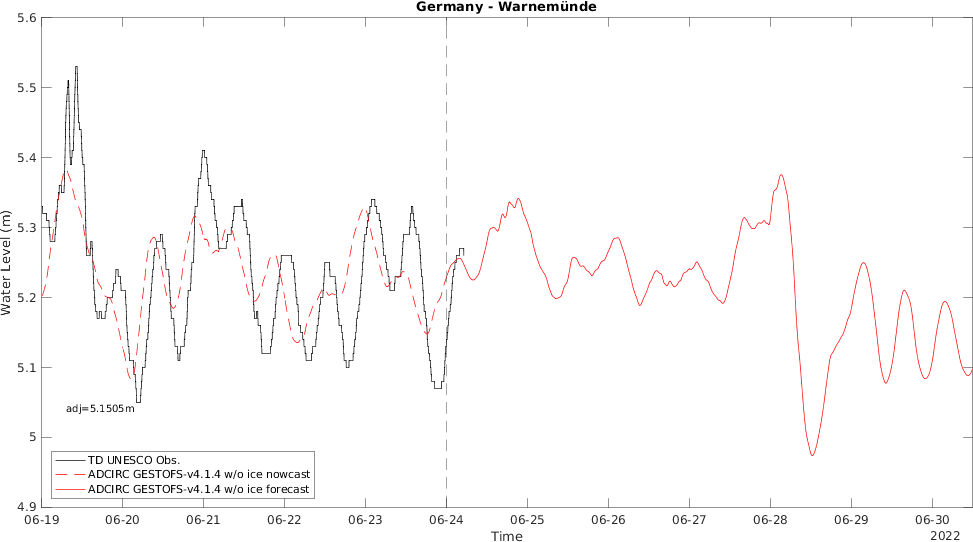 Germany - Warnemünde
5.6
5.5
5.4
5.3
5.2
5.1
5
4.9
Water Level (m)
adj=5.1505m
TD UNESCO Obs.
ADCIRC GESTOFS-v4.1.4 w/o ice nowcast
ADCIRC GESTOFS-v4.1.4 w/o ice forecast
06-19 06-20 06-21 06-22 06-23 06-24 06-25 06-26 06-27 06-28 06-29 06-30
Time
2022